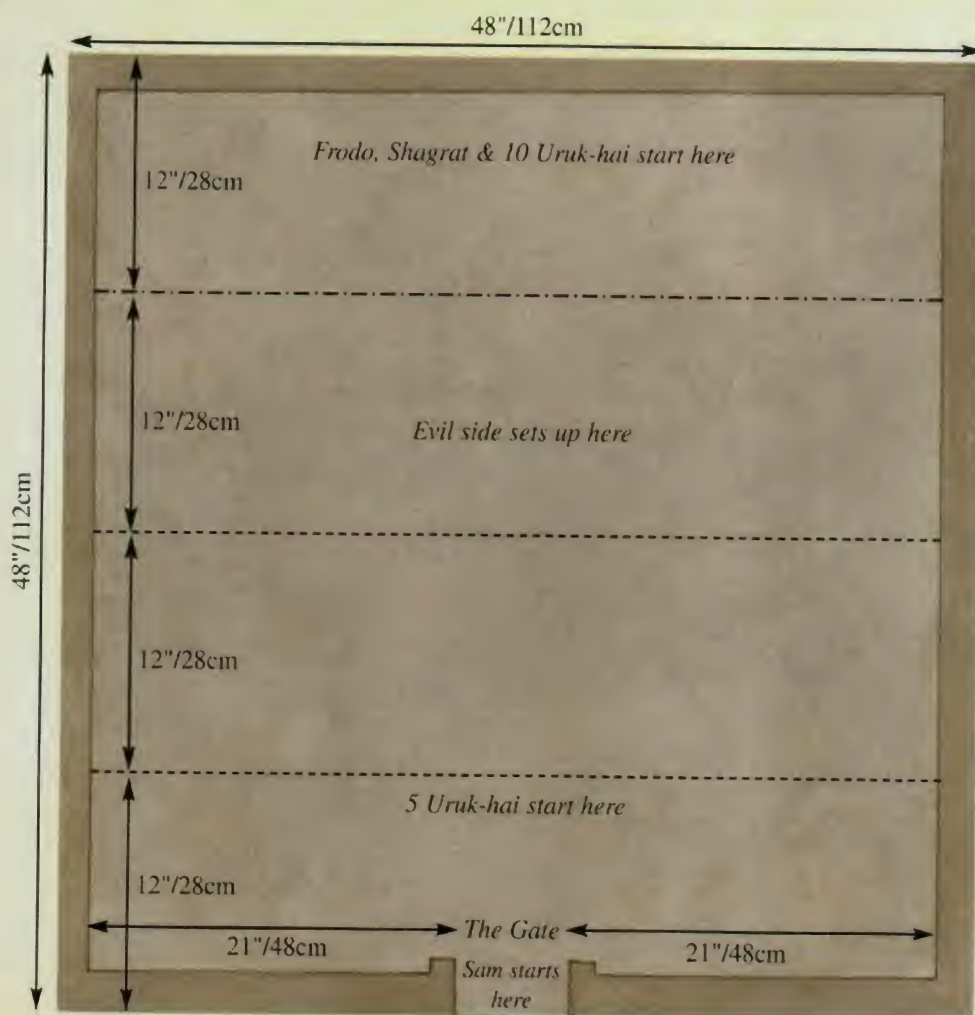 48"/112cm
Frodo, Shagrat & 10 Uruk-hai start here
12"/28cm
12"/28cm
Evil side sets up here
48"/112cm
12"/28cm
5 Uruk-hai start here
12"/28cm
The Gate
21"/48cm
21"/48cm
Sam starts
here